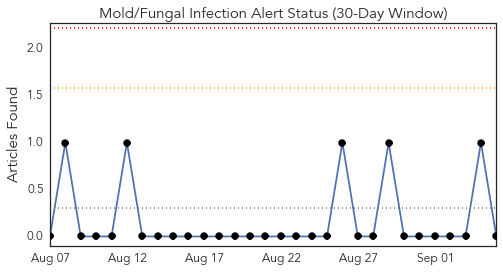 Mold/Fungal Infection Alert Status (30-Day Window)
Articles Found
2.0
1.5
1.0
0.5
0.0
Aug 07
Aug 12
Aug 17
Aug 22
Aug 27
Sep 01